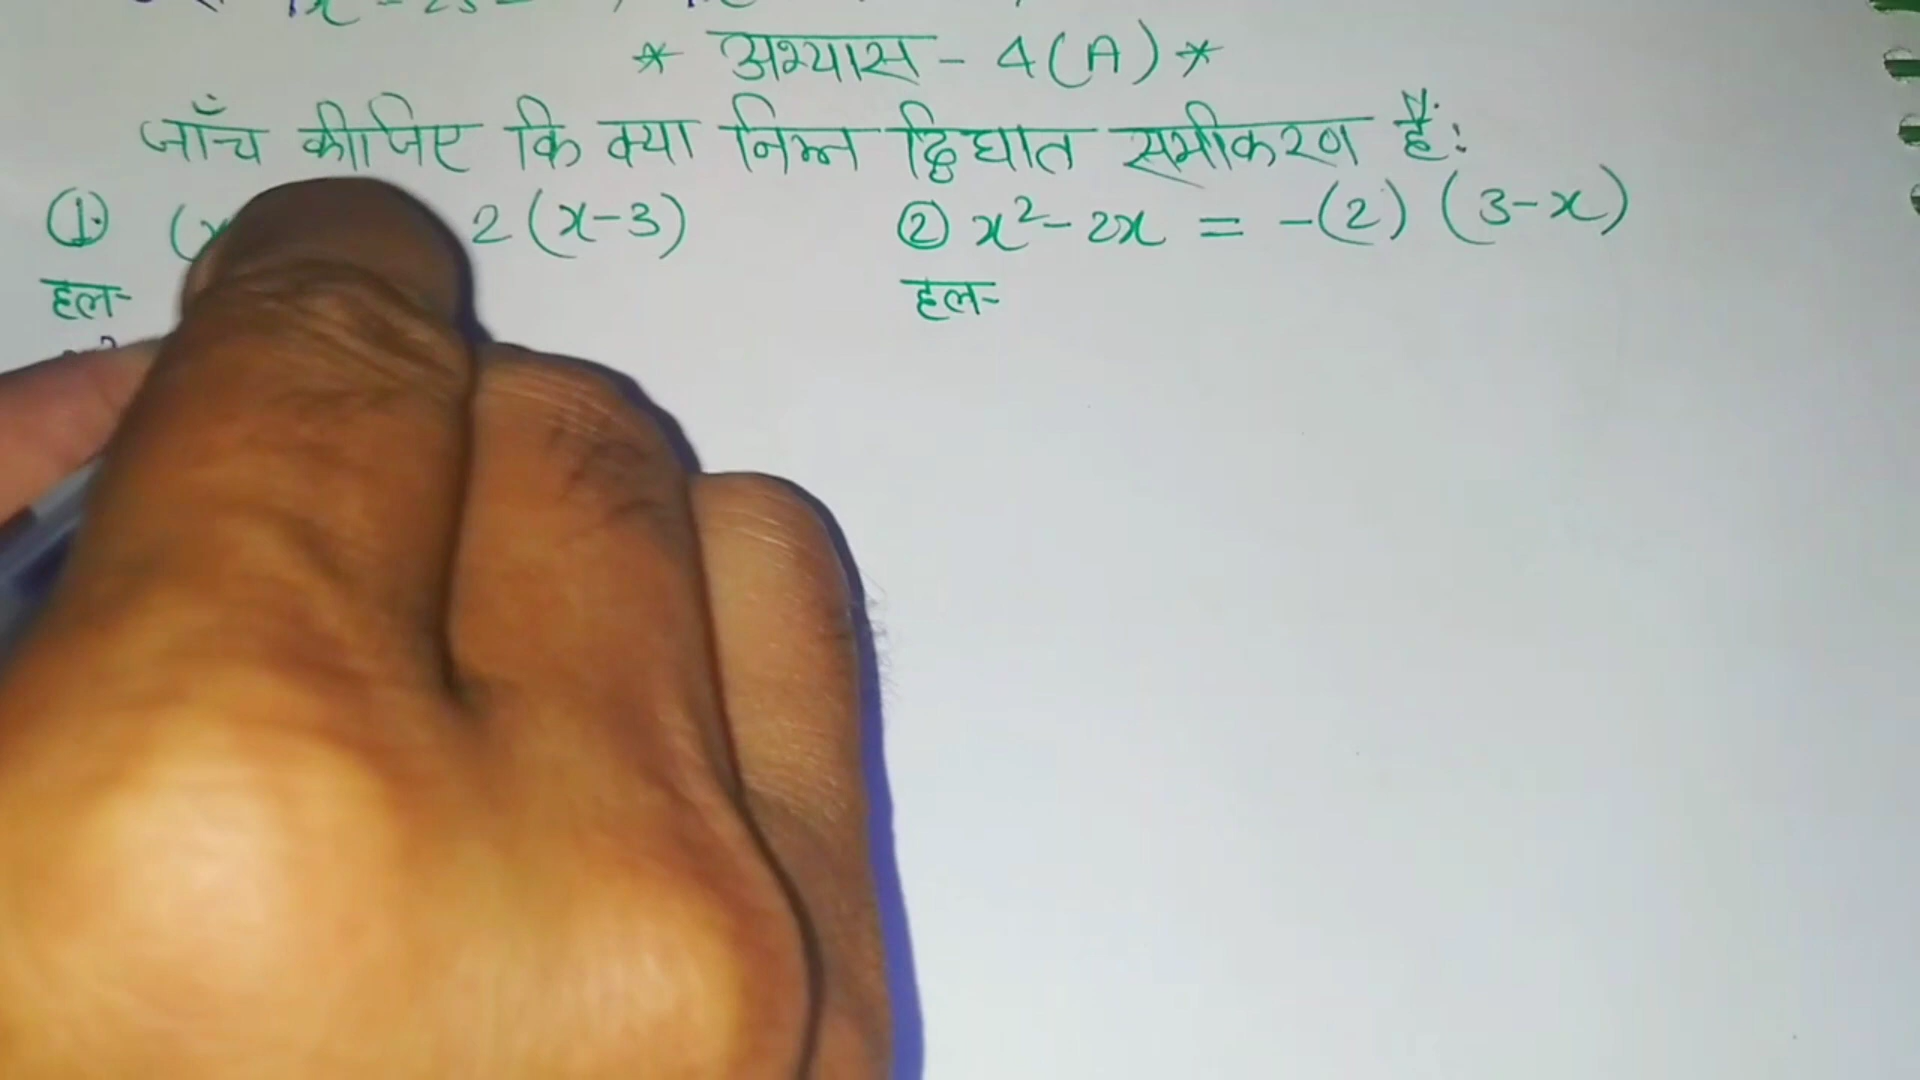 * अभ्यास - 4 (A) *
जाँच कीजिए कि क्या निम्न द्विघात समीकरण हैं:
① (x 2(x-3) ② x²- 2x = -(2) (3-x)
हल- हल-